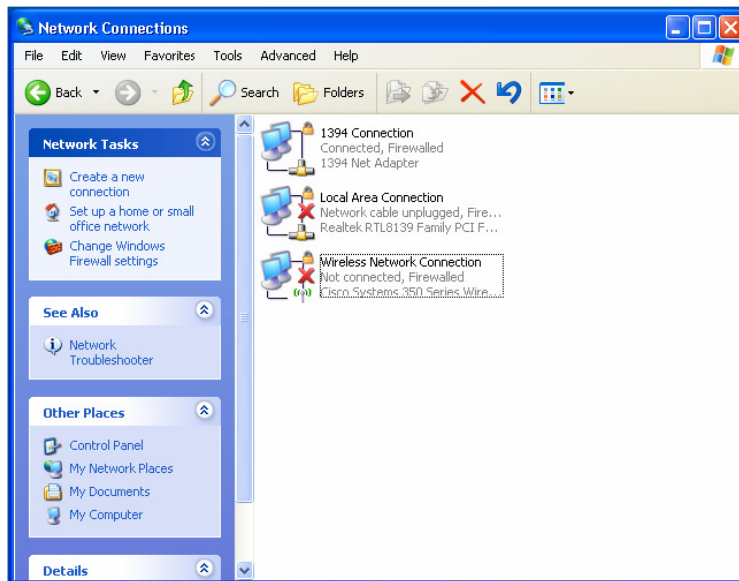 Network Connections
File Edit View Favorites Tools Advanced Help
Back Search Folders
Network Tasks
Create a new
connection
Set up a home or small
office network
Change Windows
Firewall settings
See Also
Network
Troubleshooter
Other Places
Control Panel
My Network Places
My Documents
My Computer
Details
1394 Connection
Connected, Firewalled
1394 Net Adapter
Local Area Connection
Network cable unplugged, Fire...
Realtek RTL8139 Family PCI F...
Wireless Network Connection
Not connected, Firewalled
Cisco Systems 350 Series Wire...